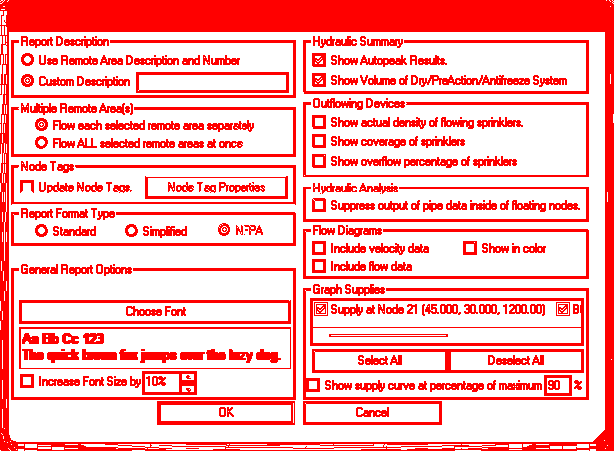 Report Description
Use Remote Area Description and Number
Custom Description
Multiple Remote Area(s)
Flow each selected remote area separately
Flow ALL selected remote areas at once
Node Tags
Update Node Tags.
Node Tag Properties
Report Format Type
Standard
Simplified
NFPA
General Report Options
Choose Font
Aa Bb Cc 123
The quick brown fox jumps over the lazy dog.
Increase Font Size by 10% %
Hydraulic Summary
Show Autopeak Results.
Show Volume of Dry/PreAction/Antifreeze System
Outflowing Devices
Show actual density of flowing sprinklers.
Show coverage of sprinklers
Show overflow percentage of sprinklers
Hydraulic Analysis
Suppress output of pipe data inside of floating nodes.
Flow Diagrams
Include velocity data
Show in color
Include flow data
Graph Supplies
Supply at Node 21 (45.000, 30.000, 1200.00)
Select All
Deselect All
Show supply curve at percentage of maximum 90 %
OK
Cancel